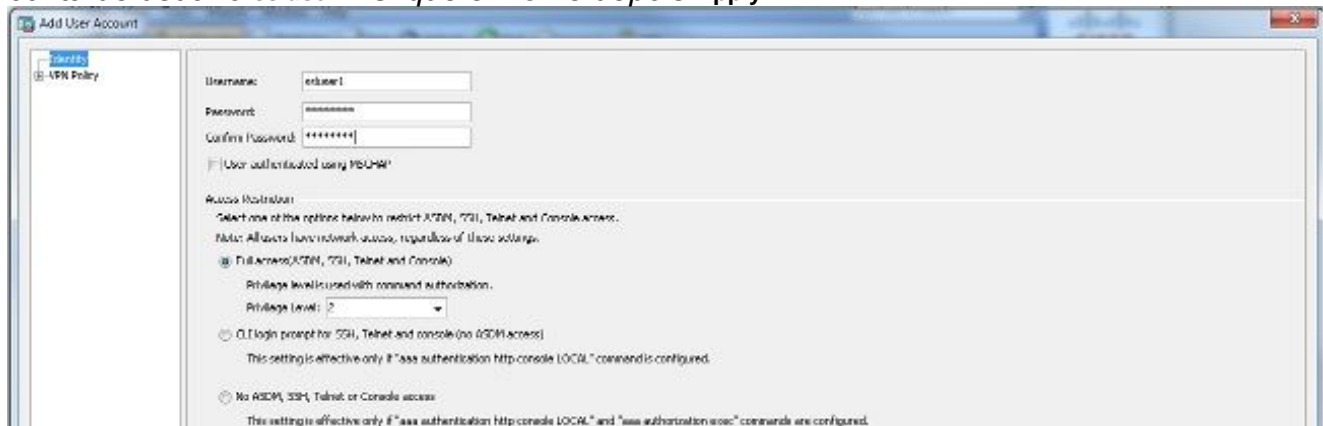 Apply
Add User Account
Identity
VPN Policy
Username:
Password: ********
Confirm Password: ********
User authenticated using MSCHAP
Access Restriction
Select one of the options below to restrict ASDM, SSH, Telnet and Console access.
Note: All users have network access, regardless of these settings.
Full access(ASDM, SSH, Telnet and Console)
Privilege level is used with command authorization.
Privilege Level: 2
CLI login prompt for SSH, Telnet and console (no ASDM access)
This setting is effective only if "aaa authentication http console LOCAL" command is configured.
No ASDM, SSH, Telnet or Console access
This setting is effective only if "aaa authentication http console LOCAL" and "aaa authorization exec" commands are configured.